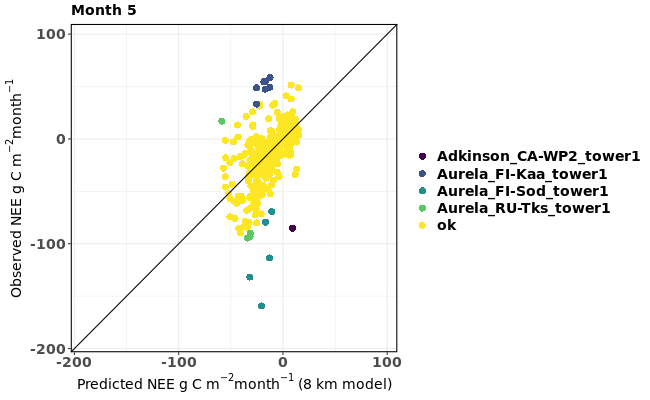 Month 5
Observed NEE g C m⁻²month⁻¹
100
0
-100
-200
-200 -100 0 100
Predicted NEE g C m⁻²month⁻¹ (8 km model)
Adkinson_CA-WP2_tower1
Aurela_FI-Kaa_tower1
Aurela_FI-Sod_tower1
Aurela_RU-Tks_tower1
ok